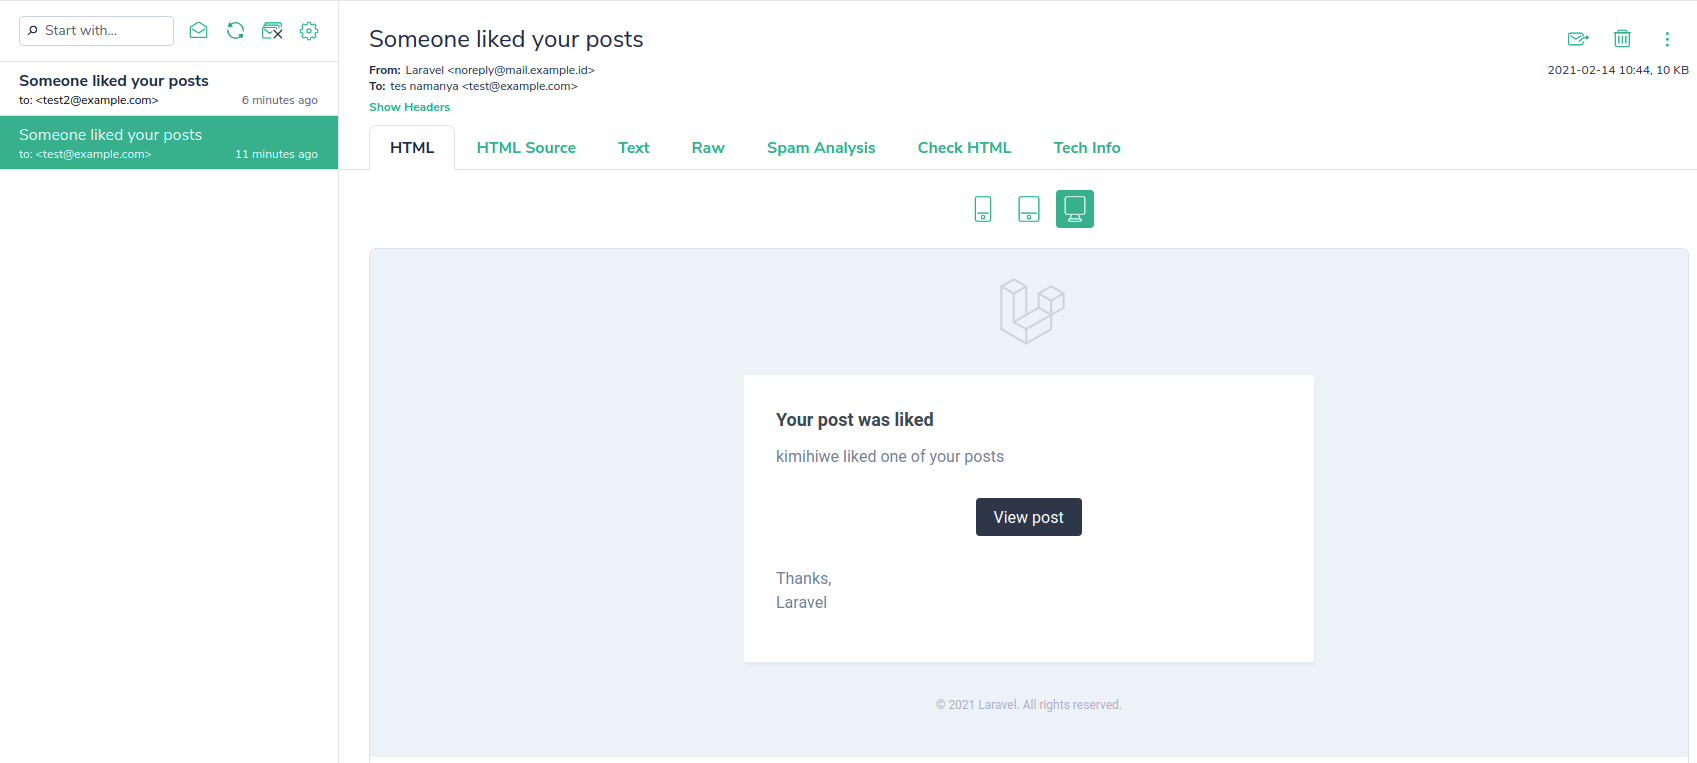 Start with...
Someone liked your posts
to: <test2@example.com> 6 minutes ago
Someone liked your posts
to: <test@example.com> 11 minutes ago
Someone liked your posts
From: Laravel <noreply@mail.example.id>
2021-02-14 10:44, 10 KB
To: tes namanya <test@example.com>
Show Headers
HTML HTML Source Text Raw Spam Analysis Check HTML Tech Info
Your post was liked
kimihiwe liked one of your posts
View post
Thanks,
Laravel
© 2021 Laravel. All rights reserved.